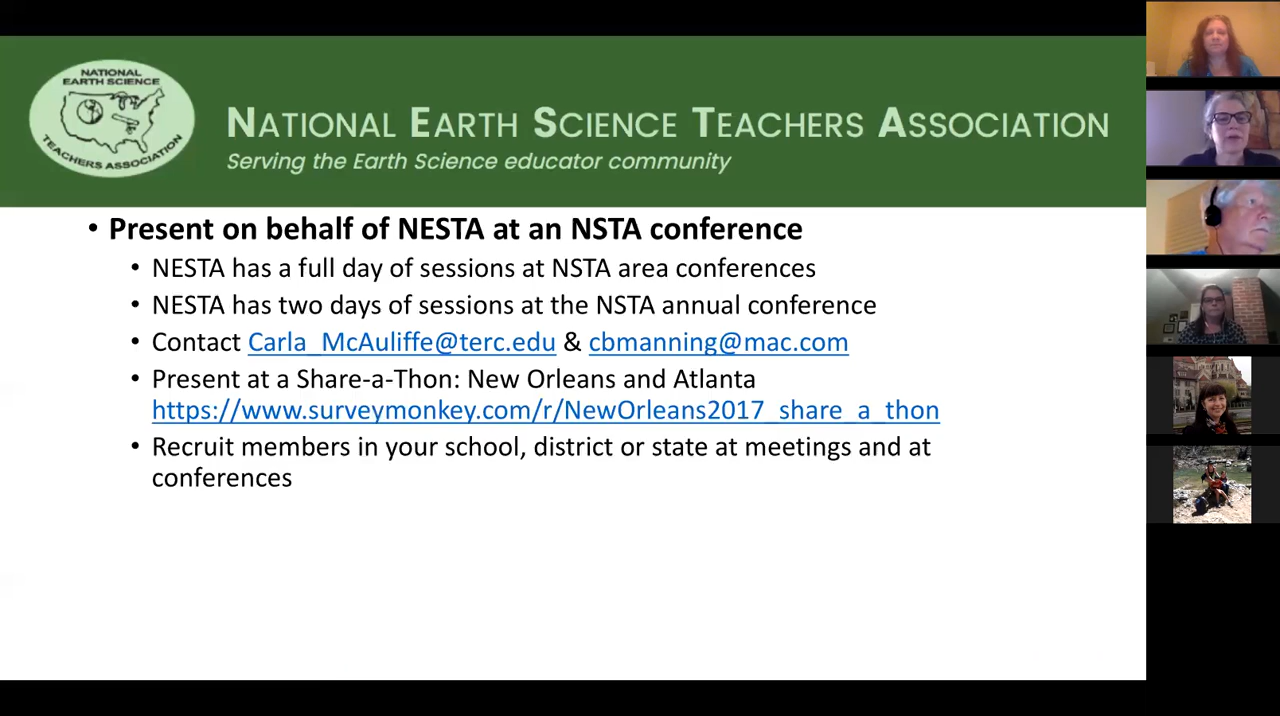 NATIONAL
EARTH SCIENCE
TEACHERS ASSOCIATION
NATIONAL EARTH SCIENCE TEACHERS ASSOCIATION
Serving the Earth Science educator community
• Present on behalf of NESTA at an NSTA conference
• NESTA has a full day of sessions at NSTA area conferences
• NESTA has two days of sessions at the NSTA annual conference
• Contact Carla_McAuliffe@terc.edu & cbmanning@mac.com
• Present at a Share-a-Thon: New Orleans and Atlanta
https://www.surveymonkey.com/r/NewOrleans2017_share_a_thon
• Recruit members in your school, district or state at meetings and at
conferences